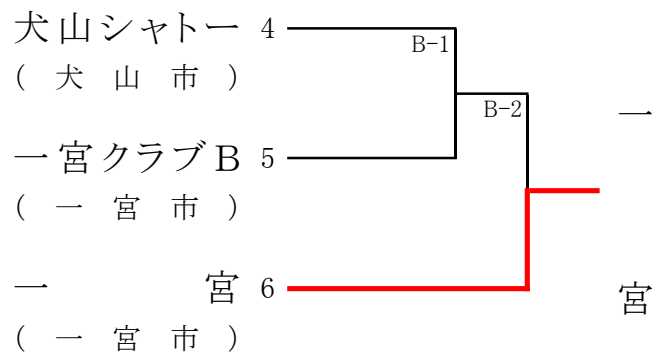 犬山シャトー 4
( 犬 山 市 )
B-1
B-2
一宮クラブB 5
( 一 宮 市 )
一 宮 6
( 一 宮 市 )
一
宮